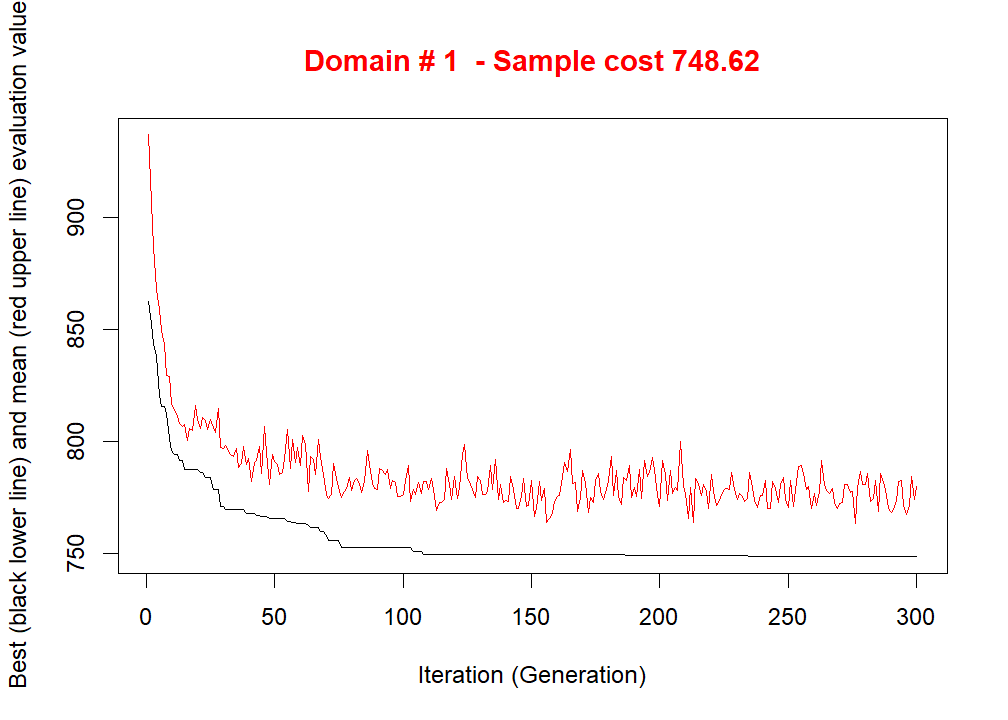 Domain # 1  - Sample cost 748.62
Best (black lower line) and mean (red upper line) evaluation value
900
850
800
750
0 50 100 150 200 250 300
Iteration (Generation)